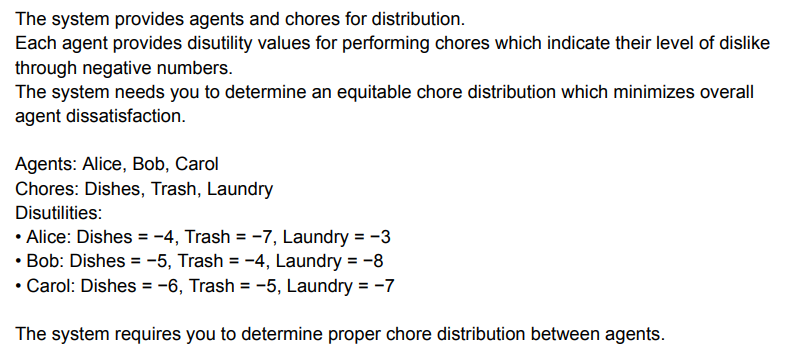 The system provides agents and chores for distribution.
Each agent provides disutility values for performing chores which indicate their level of dislike
through negative numbers.
The system needs you to determine an equitable chore distribution which minimizes overall
agent dissatisfaction.
Agents: Alice, Bob, Carol
Chores: Dishes, Trash, Laundry
Disutilities:
• Alice: Dishes = −4, Trash = −7, Laundry = −3
• Bob: Dishes = −5, Trash = −4, Laundry = −8
• Carol: Dishes = −6, Trash = −5, Laundry = −7
The system requires you to determine proper chore distribution between agents.